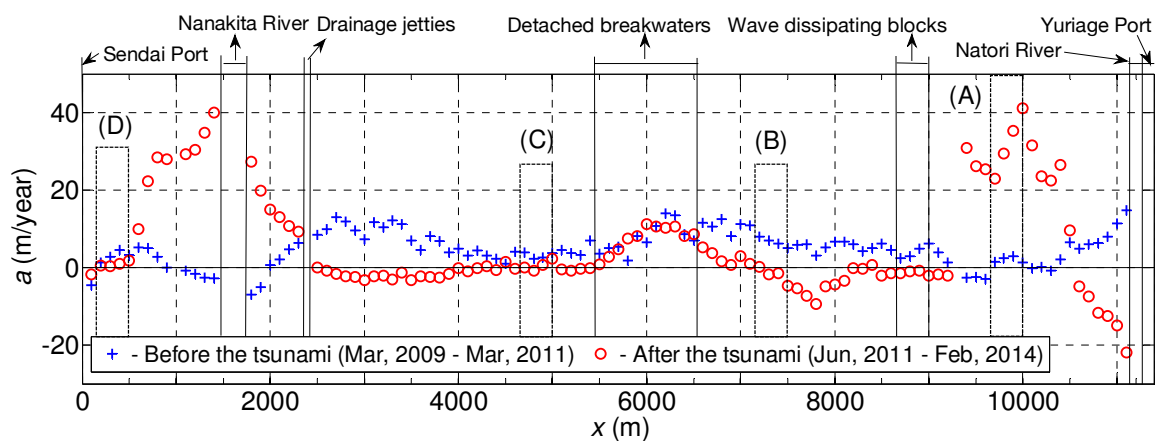 Nanakita River
Drainage jetties
Detached breakwaters
Wave dissipating blocks
Yuriage Port
Sendai Port
Natori River
(A)
(B)
(C)
(D)
40
20
0
-20
a (m/year)
+ - Before the tsunami (Mar, 2009 - Mar, 2011) o - After the tsunami (Jun, 2011 - Feb, 2014)
0 2000 4000 6000 8000 10000
x (m)